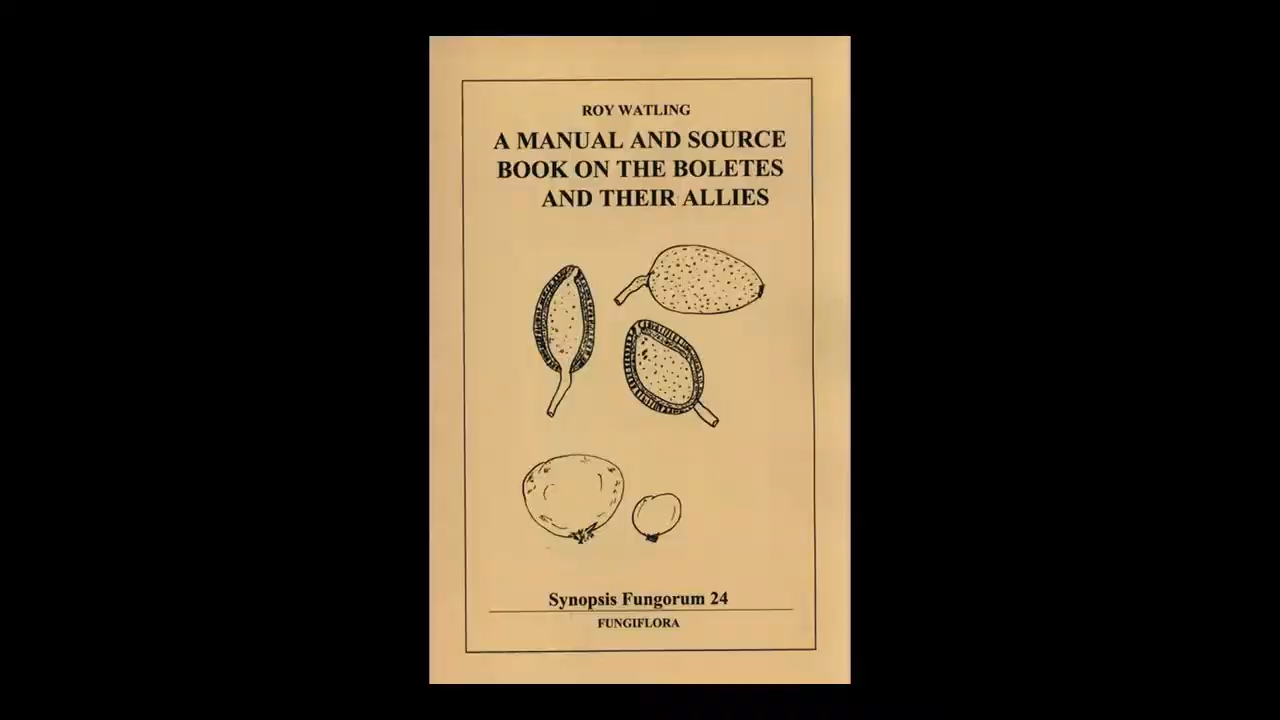 ROY WATLING
A MANUAL AND SOURCE
BOOK ON THE BOLETES
AND THEIR ALLIES
Synopsis Fungorum 24
FUNGIFLORA